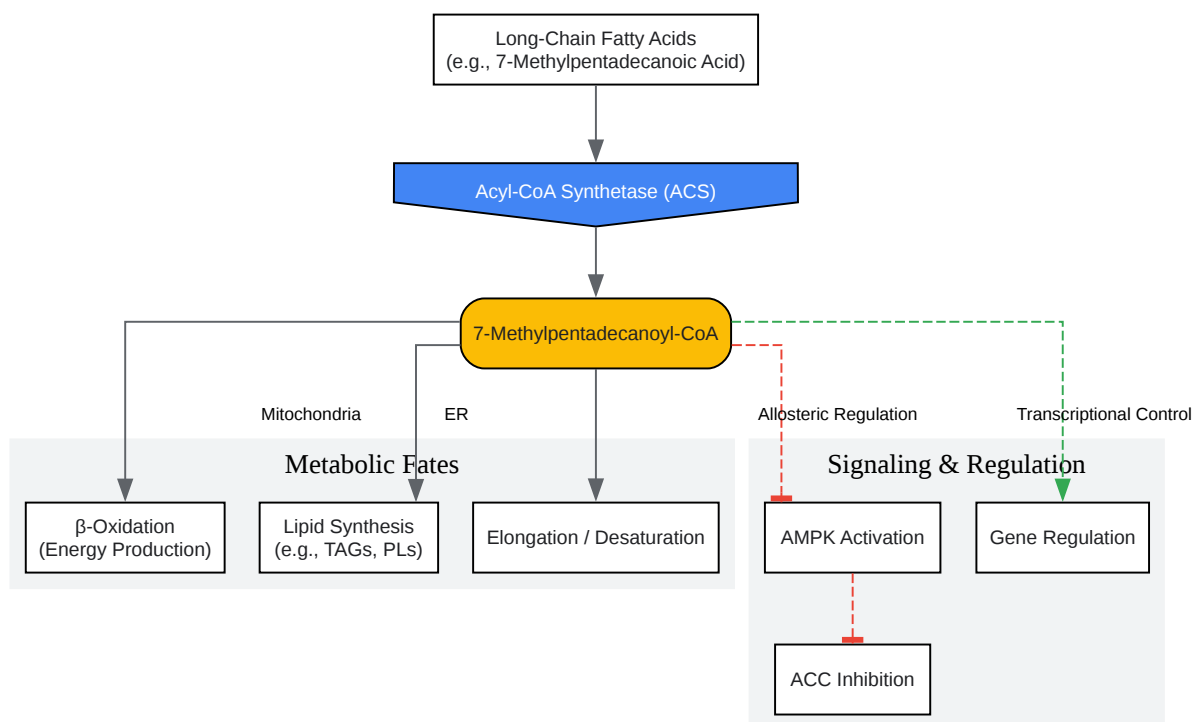 Long-Chain Fatty Acids
(e.g., 7-Methylpentadecanoic Acid)
Acyl-CoA Synthetase (ACS)
7-Methylpentadecanoyl-CoA
Mitochondria
ER
Allosteric Regulation
Transcriptional Control
Metabolic Fates
Signaling & Regulation
β-Oxidation
(Energy Production)
Lipid Synthesis
(e.g., TAGs, PLs)
Elongation / Desaturation
AMPK Activation
Gene Regulation
ACC Inhibition